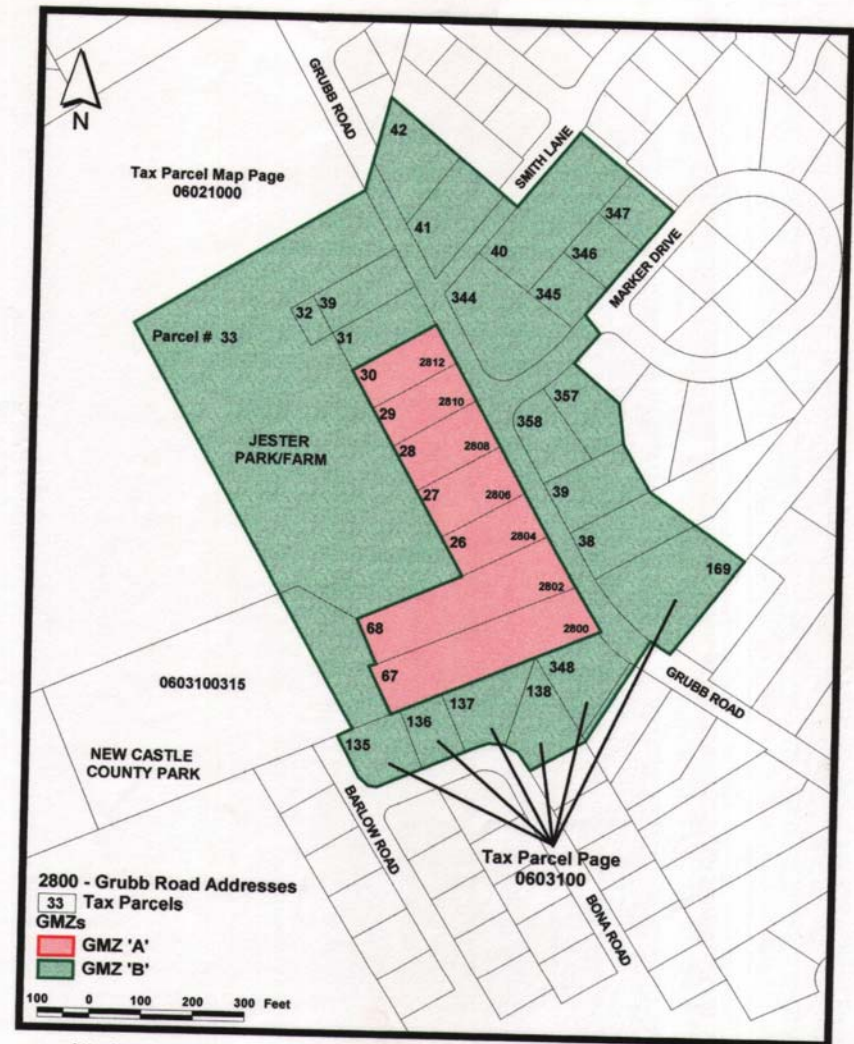 GRUBB ROAD
42
N
SMITH LANE
Tax Parcel Map Page
06021000
347
41
40
346
MARKER DRIVE
39
344
345
32
Parcel # 33
31
2812
30
357
2810
29
358
JESTER
PARK/FARM
28
2808
27
2806
39
26
2804
38
169
2802
68
2800
67
348
0603100315
138
GRUBB ROAD
137
136
135
NEW CASTLE
COUNTY PARK
BARLOW ROAD
Tax Parcel Page
0603100
BONA ROAD
2800 - Grubb Road Addresses
33 Tax Parcels
GMZs
GMZ 'A'
GMZ 'B'
100 0 100 200 300 Feet